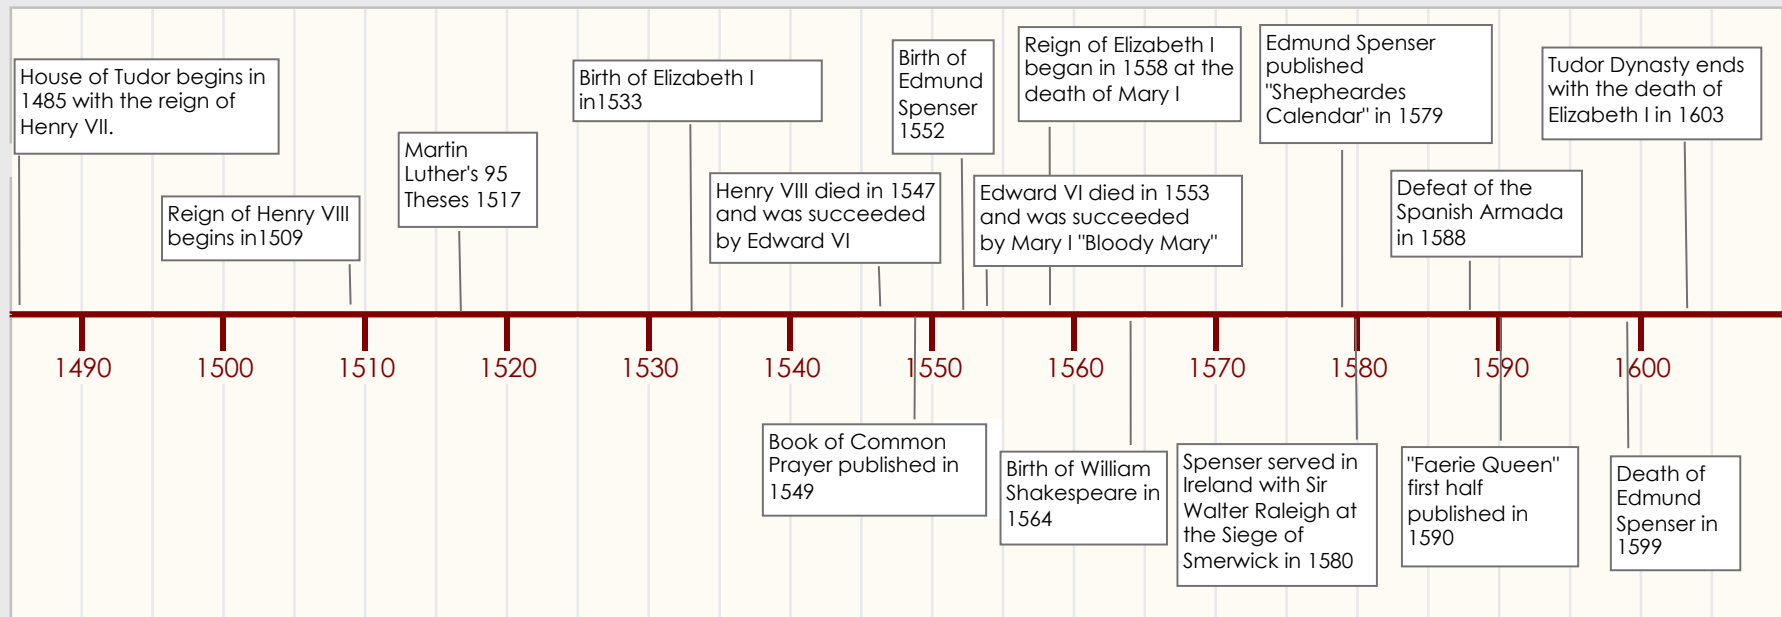 House of Tudor begins in
1485 with the reign of
Henry VII.
Reign of Henry VIII
begins in1509
Martin
Luther's 95
Theses 1517
Birth of Elizabeth I
in1533
Henry VIII died in 1547
and was succeeded
by Edward VI
Birth of
Edmund
Spenser
1552
Edward VI died in 1553
and was succeeded
by Mary I "Bloody Mary"
Reign of Elizabeth I
began in 1558 at the
death of Mary I
Edmund Spenser
published
"Shepheardes
Calendar" in 1579
Defeat of the
Spanish Armada
in 1588
Tudor Dynasty ends
with the death of
Elizabeth I in 1603
1490
1500
1510
1520
1530
1540
1550
1560
1570
1580
1590
1600
Book of Common
Prayer published in
1549
Birth of William
Shakespeare in
1564
Spenser served in
Ireland with Sir
Walter Raleigh at
the Siege of
Smerwick in 1580
"Faerie Queen"
first half
published in
1590
Death of
Edmund
Spenser in
1599